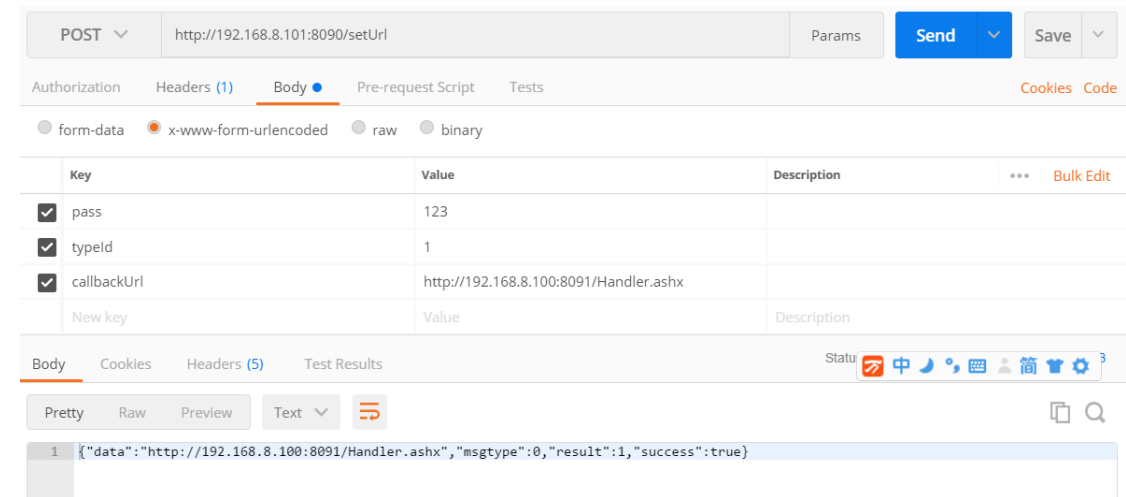 POST http://192.168.8.101:8090/setUrl Params Send Save
Authorization Headers (1) Body Pre-request Script Tests Cookies Code
form-data x-www-form-urlencoded raw binary
Key Value Description ••• Bulk Edit
pass 123
typeId 1
callbackUrl http://192.168.8.100:8091/Handler.ashx
New key Value Description
Body Cookies Headers (5) Test Results Statu 中 简
Pretty Raw Preview Text
1 {"data":"http://192.168.8.100:8091/Handler.ashx","msgtype":0,"result":1,"success":true}